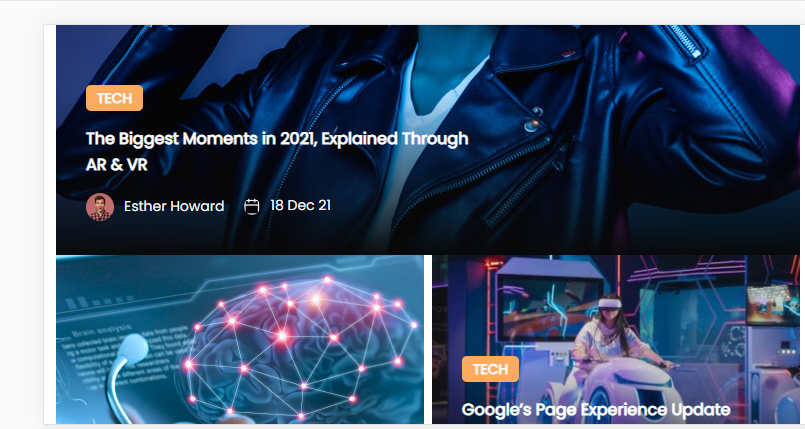 TECH
The Biggest Moments in 2021, Explained Through
AR & VR
Esther Howard
18 Dec 21
Brain analysis
TECH
Google's Page Experience Update